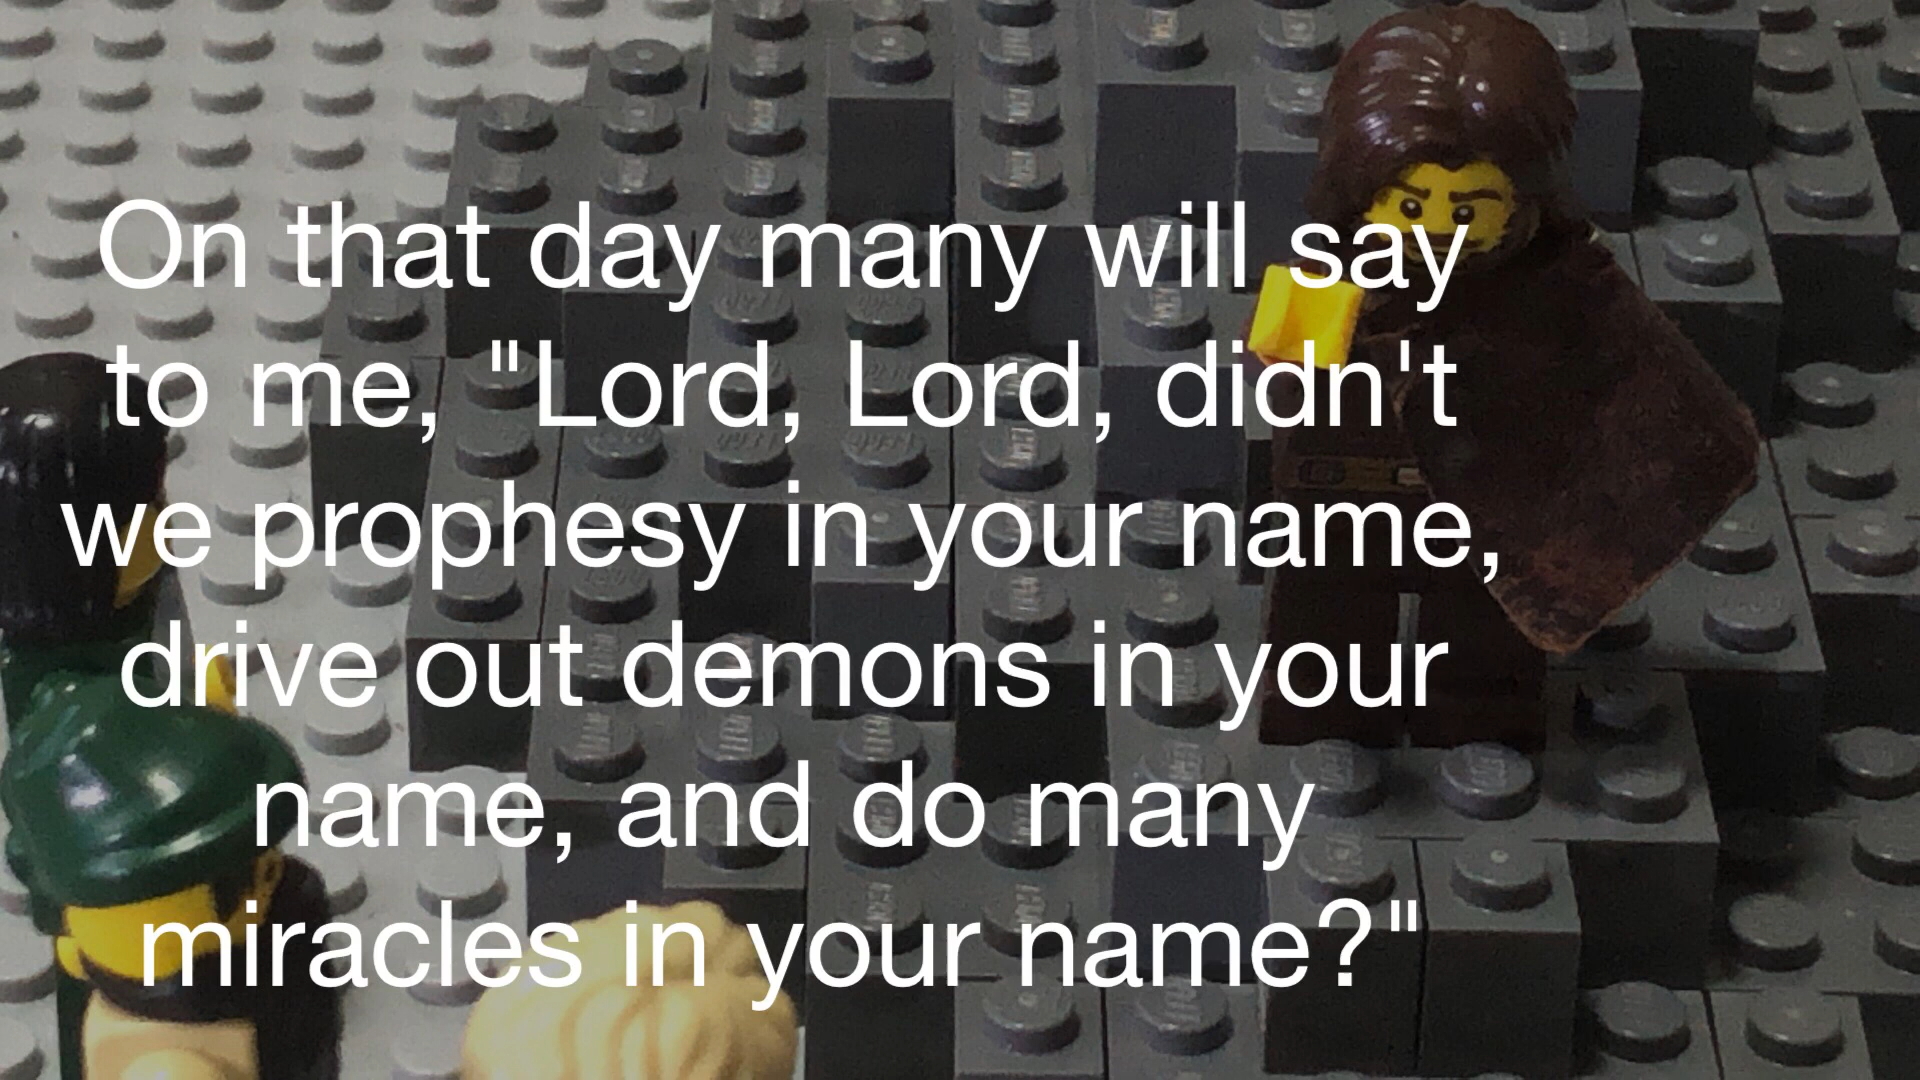 On that day many will say
to me, "Lord, Lord, didn't
we prophesy in your name,
drive out demons in your
name, and do many
miracles in your name?"